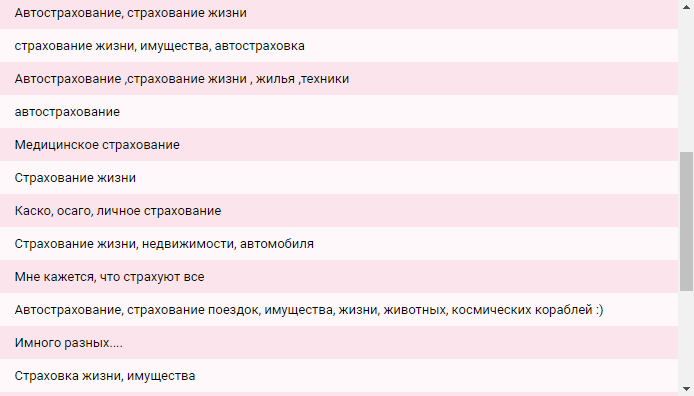 Автострахование, страхование жизни
страхование жизни, имущества, автостраховка
Автострахование ,страхование жизни , жилья ,техники
автострахование
Медицинское страхование
Страхование жизни
Каско, осаго, личное страхование
Страхование жизни, недвижимости, автомобиля
Мне кажется, что страхуют все
Автострахование, страхование поездок, имущества, жизни, животных, космических кораблей :)
Имного разных....
Страховка жизни, имущества